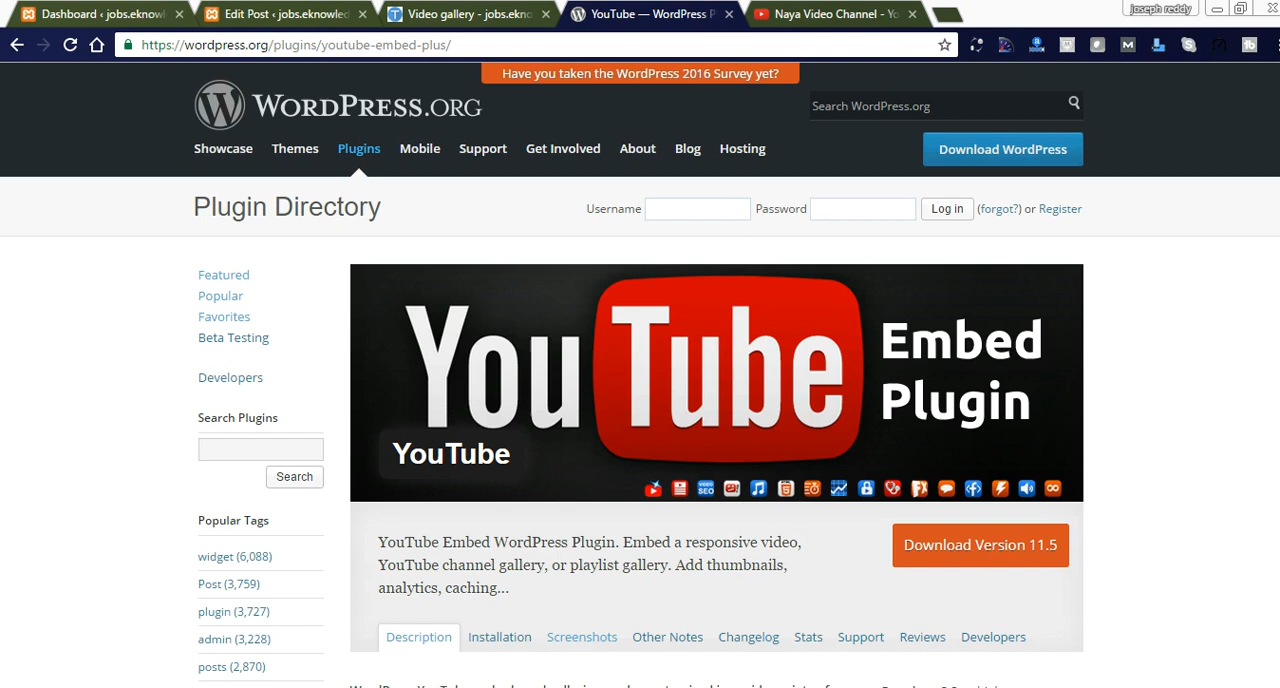 Dashboard ‹ jobs.eknowl
Edit Post ‹ jobs.eknowled
Video gallery - jobs.eknc
YouTube — WordPress P
Naya Video Channel - Yo
joseph reddy
https://wordpress.org/plugins/youtube-embed-plus/
Have you taken the WordPress 2016 Survey yet?
WORDPRESS.ORG
Search WordPress.org
Showcase Themes Plugins Mobile Support Get Involved About Blog Hosting
Download WordPress
Plugin Directory
Username Password Log in (forgot?) or Register
Featured
Popular
Favorites
Beta Testing
Developers
Search Plugins
Search
Popular Tags
widget (6,088)
Post (3,759)
plugin (3,727)
admin (3,228)
posts (2,870)
YouTube Embed Plugin
YouTube
YouTube Embed WordPress Plugin. Embed a responsive video,
YouTube channel gallery, or playlist gallery. Add thumbnails,
analytics, caching...
Download Version 11.5
Description Installation Screenshots Other Notes Changelog Stats Support Reviews Developers